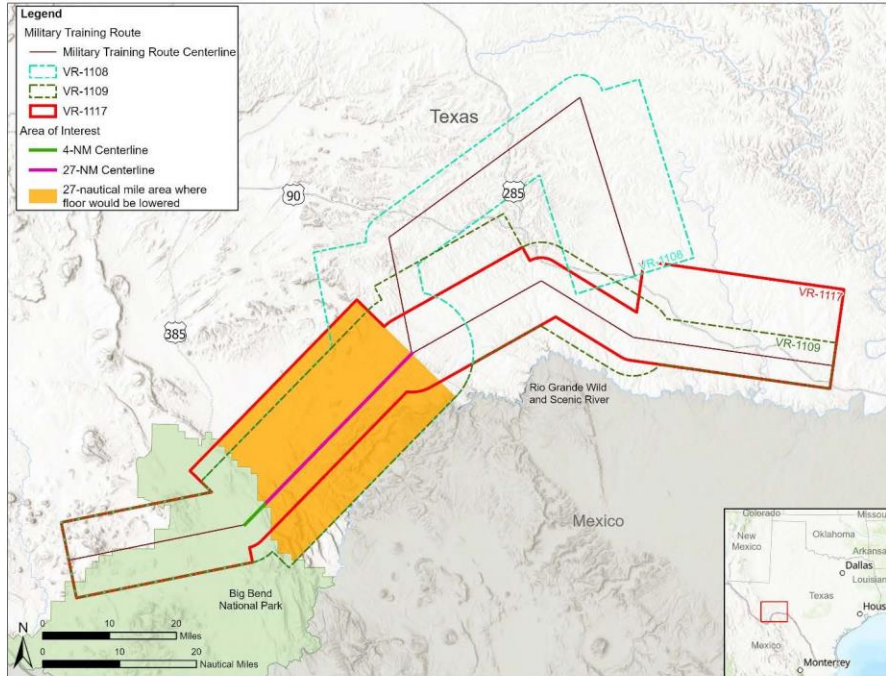 Legend
Military Training Route
Military Training Route Centerline
VR-1108
VR-1109
VR-1117
Area of Interest
4-NM Centerline
27-NM Centerline
27-nautical mile area where
floor would be lowered
Texas
90
285
385
VR-1108
VR-1117
VR-1109
Rio Grande Wild
and Scenic River
Mexico
Big Bend
National Park
N
0 10 20
Miles
0 10 20
Nautical Miles
Colorado
Missou
New
Mexico
Oklahoma
Arkansas
Dallas
Louisiana
Texas
Hous
Mexico
Monterrey